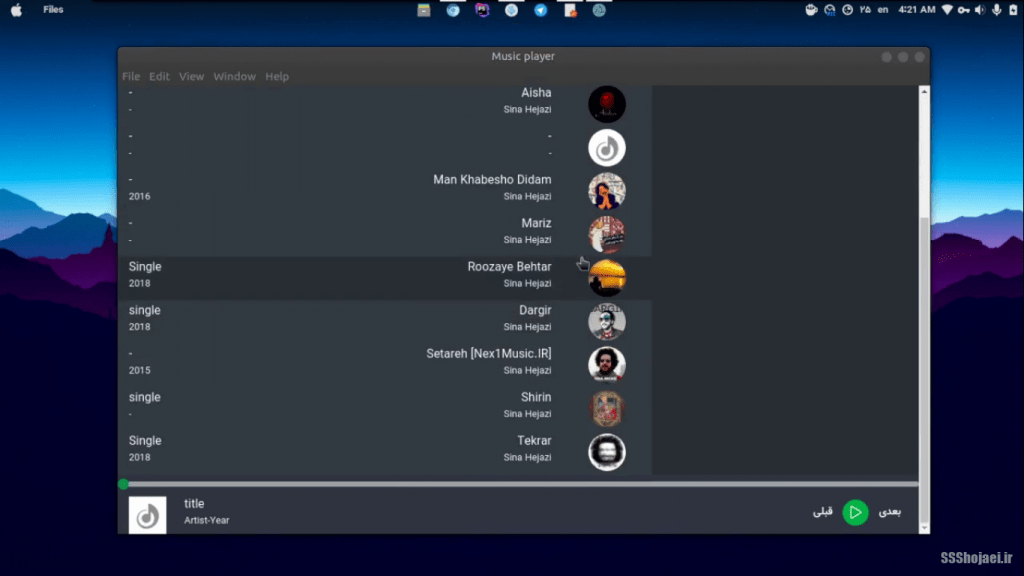 Files
۲۵ en 4:21 AM
Music player
File Edit View Window Help
- Aisha
- Sina Hejazi
- -
- -
- Man Khabesho Didam
2016 Sina Hejazi
- Mariz
- Sina Hejazi
Single Roozaye Behtar
2018 Sina Hejazi
single Dargir
2018 Sina Hejazi
- Setareh [Nex1Music.IR]
2015 Sina Hejazi
single Shirin
- Sina Hejazi
Single Tekrar
2018 Sina Hejazi
title
Artist-Year
قبلی بعدی
SSShojaei.ir